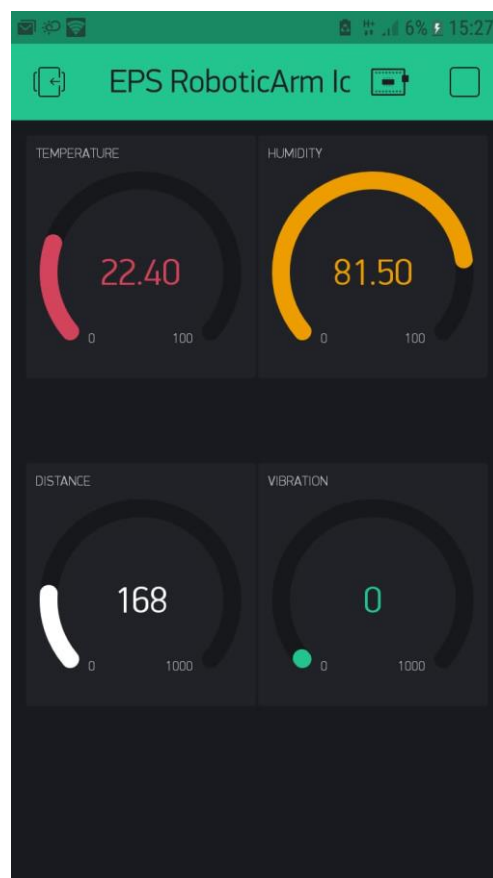 6% 15:27
EPS RoboticArm Ic
TEMPERATURE
22.40
0 100
HUMIDITY
81.50
0 100
DISTANCE
168
0 1000
VIBRATION
0
0 1000